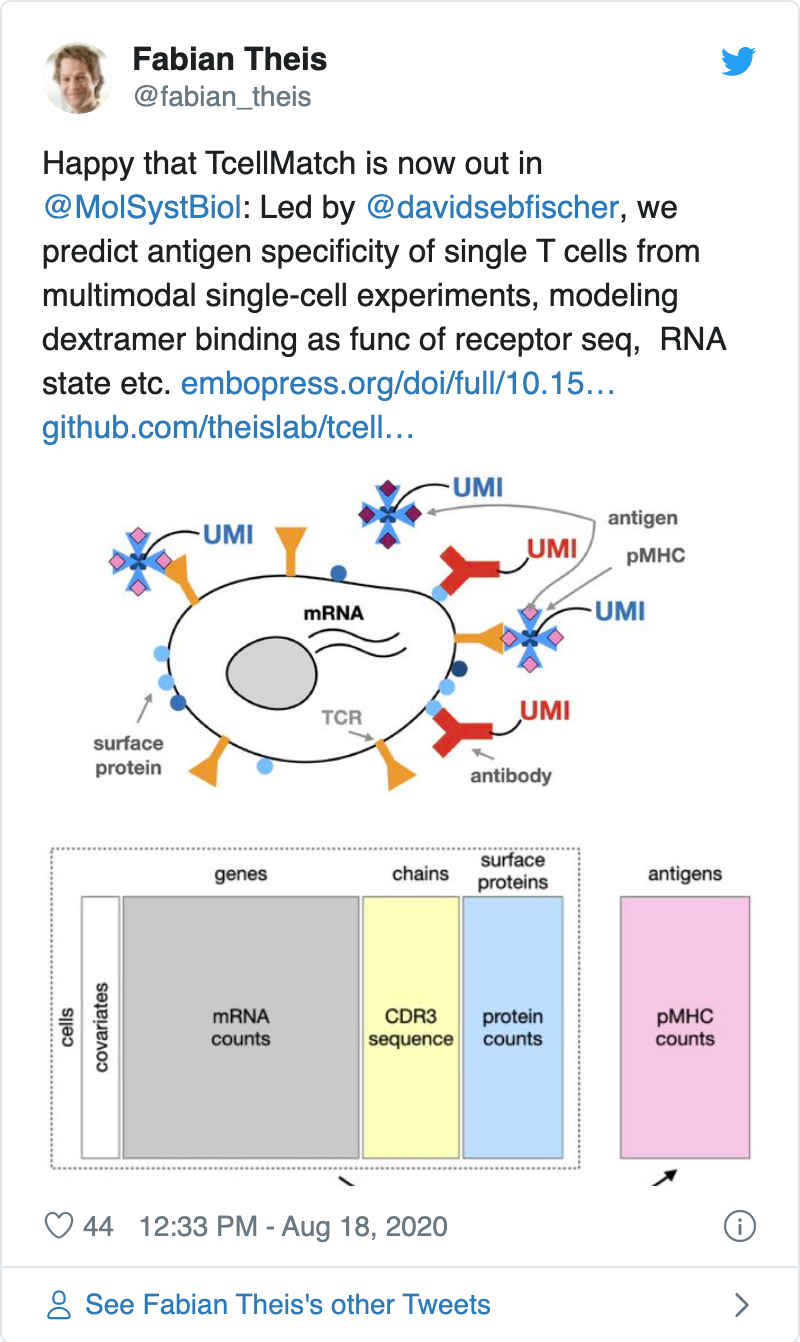 Fabian Theis
@fabian_theis
Happy that TcellMatch is now out in
@MolSystBiol: Led by @davidsebfischer, we
predict antigen specificity of single T cells from
multimodal single-cell experiments, modeling
dextramer binding as func of receptor seq,  RNA
state etc. embopress.org/doi/full/10.15…
github.com/theislab/tcell…
UMI
antigen
UMI
UMI
pMHC
mRNA
UMI
TCR
UMI
surface
protein
antibody
genes
chains
surface
proteins
antigens
cells
covariates
mRNA
counts
CDR3
sequence
protein
counts
pMHC
counts
44 12:33 PM - Aug 18, 2020
See Fabian Theis's other Tweets